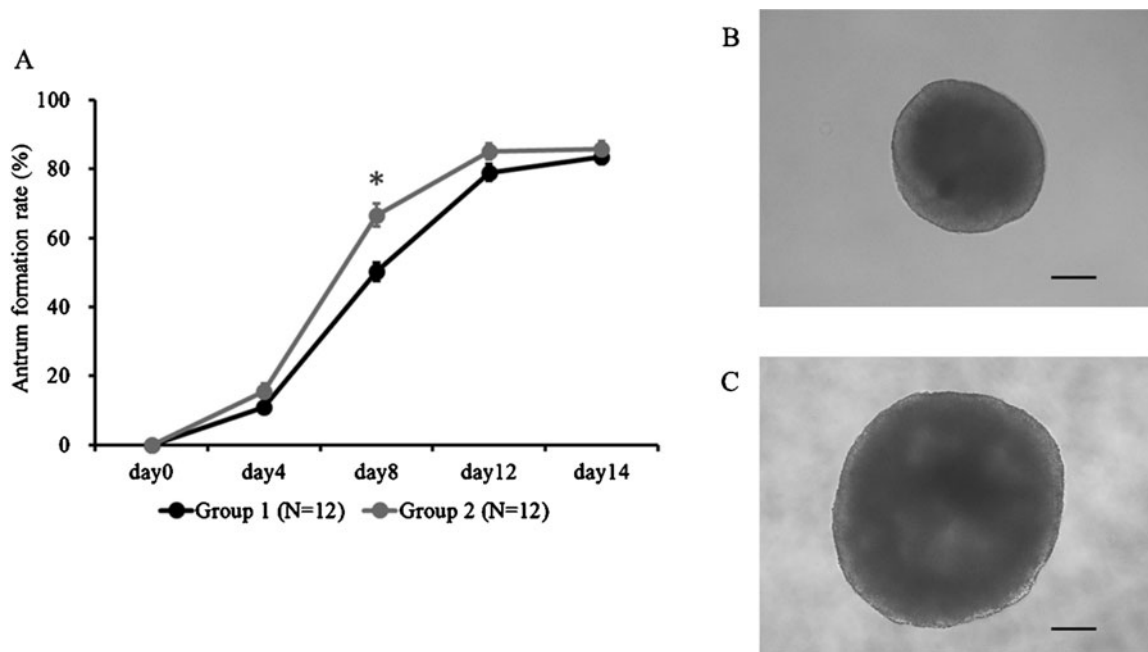 A
B
C
Antrum formation rate (%)
100
80
60
40
20
0
*
day0 day4 day8 day12 day14
Group 1 (N=12) Group 2 (N=12)